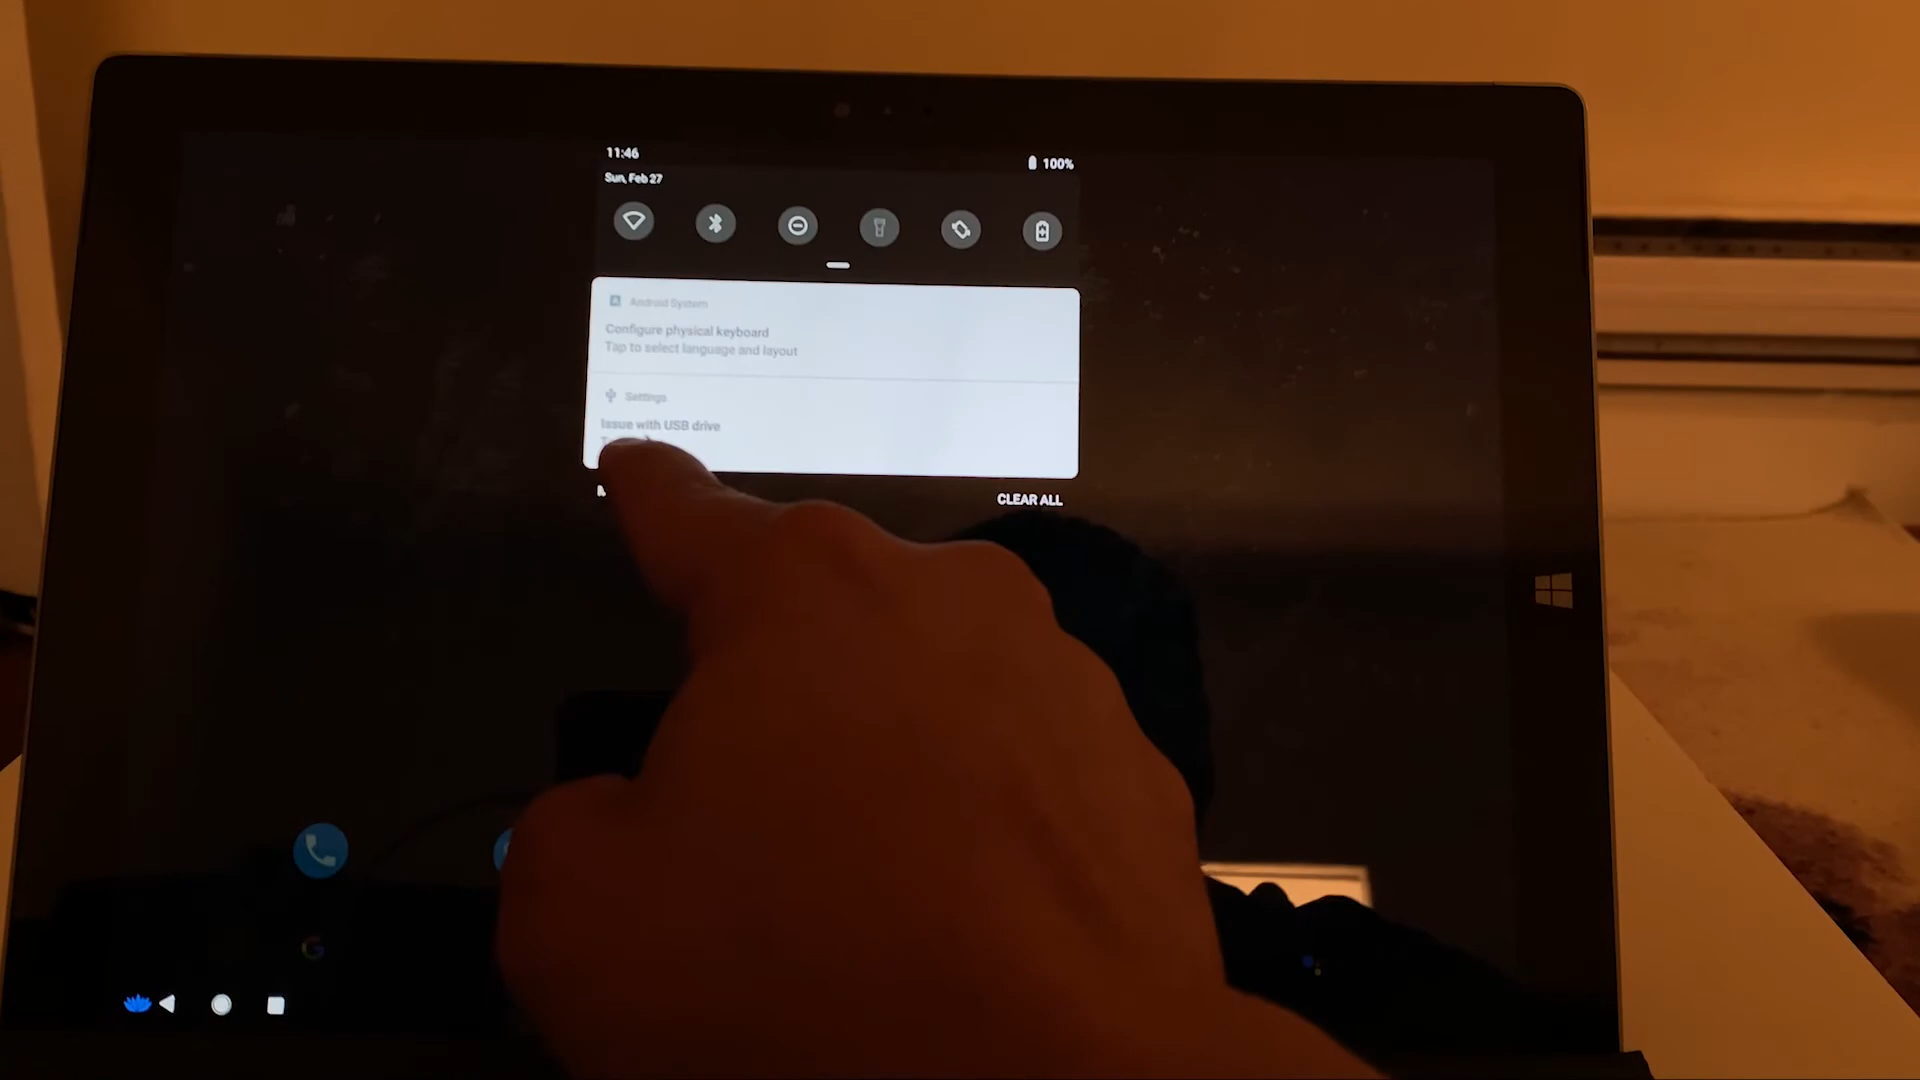 11:46
100%
Sun, Feb 27
Android System
Configure physical keyboard
Tap to select language and layout
Settings
Issue with USB drive
CLEAR ALL